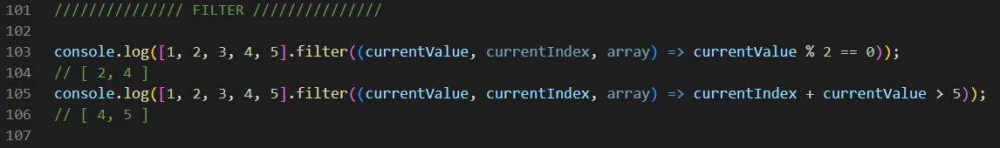 101 /////////////// FILTER ///////////////
102
103 console.log([1, 2, 3, 4, 5].filter((currentValue, currentIndex, array) => currentValue % 2 == 0));
104 // [ 2, 4 ]
105 console.log([1, 2, 3, 4, 5].filter((currentValue, currentIndex, array) => currentIndex + currentValue > 5));
106 // [ 4, 5 ]
107